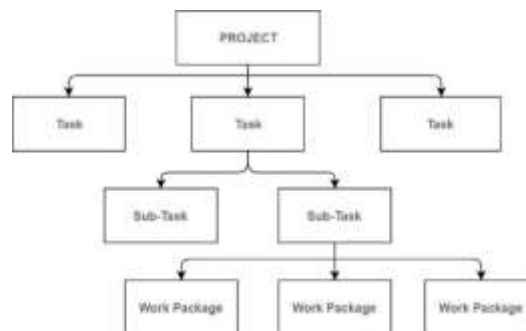 PROJECT
Task
Task
Task
Sub-Task
Sub-Task
Work Package
Work Package
Work Package